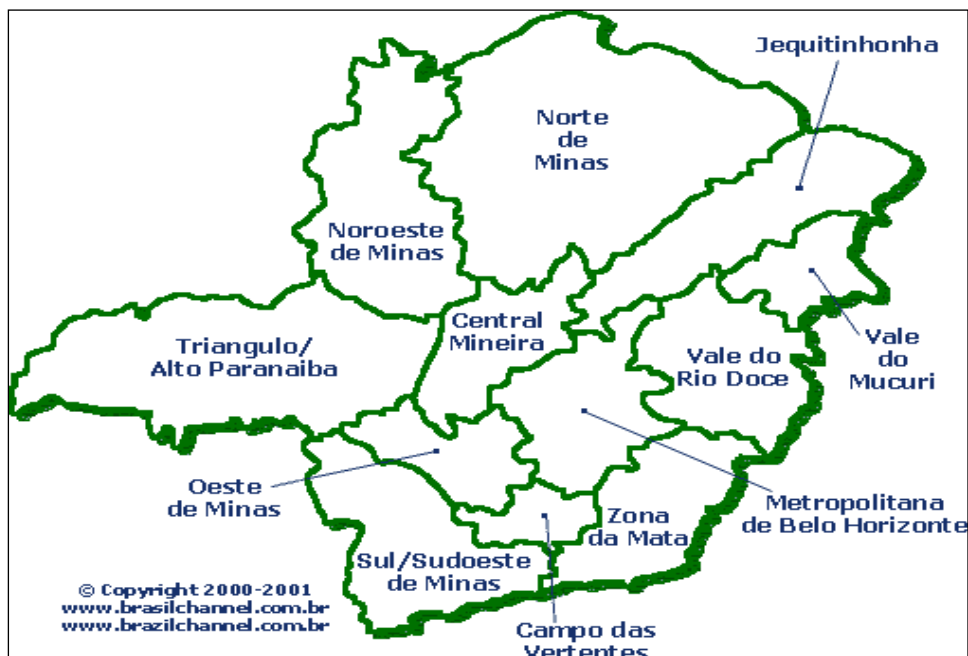 Jequitinhonha
Norte
de
Minas
Noroeste
de Minas
Central
Mineira
Triangulo/
Alto Paranaiba
Vale do
Rio Doce
Vale
do
Mucuri
Oeste
de Minas
Metropolitana
de Belo Horizonte
Zona
da Mata
Sul/Sudoeste
de Minas
Campo das
Vertentes
© Copyright 2000-2001
www.brasilchannel.com.br
www.brazilchannel.com.br